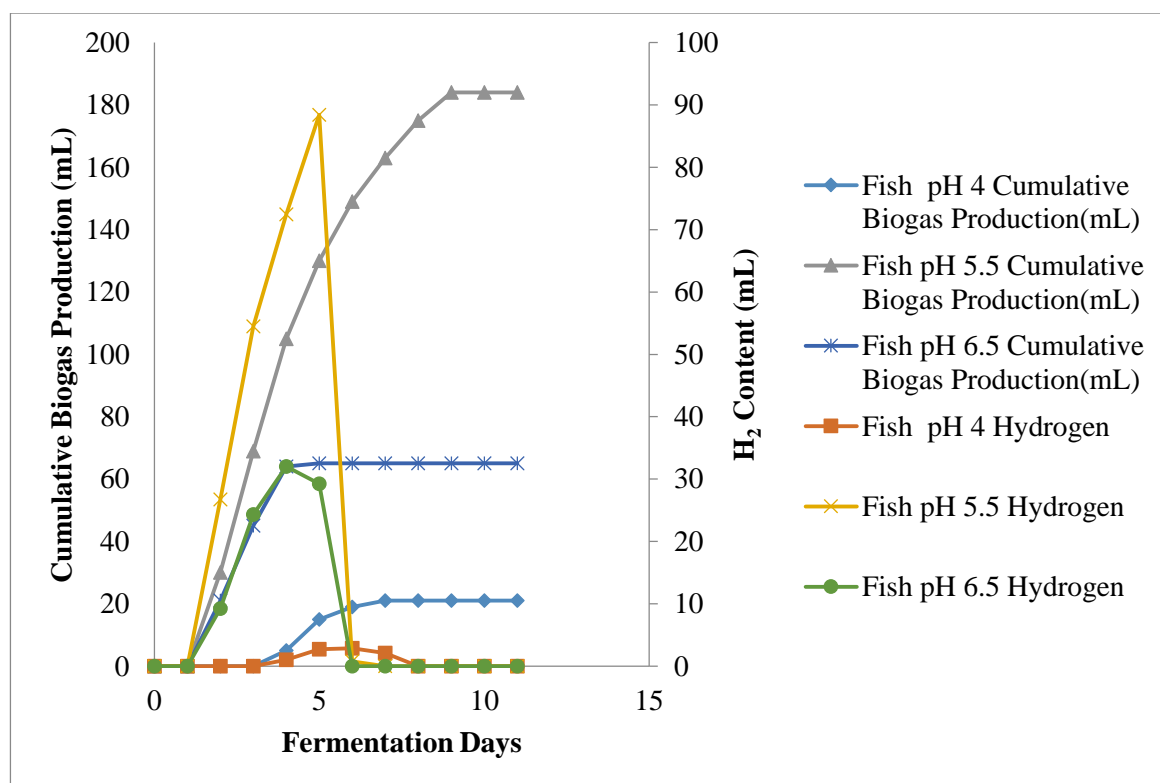 200
180
160
140
120
100
80
60
40
20
0
Cumulative Biogas Production (mL)
100
90
80
70
60
50
40
30
20
10
0
H₂ Content (mL)
0 5 10 15
Fermentation Days
Fish pH 4 Cumulative
Biogas Production(mL)
Fish pH 5.5 Cumulative
Biogas Production(mL)
Fish pH 6.5 Cumulative
Biogas Production(mL)
Fish pH 4 Hydrogen
Fish pH 5.5 Hydrogen
Fish pH 6.5 Hydrogen